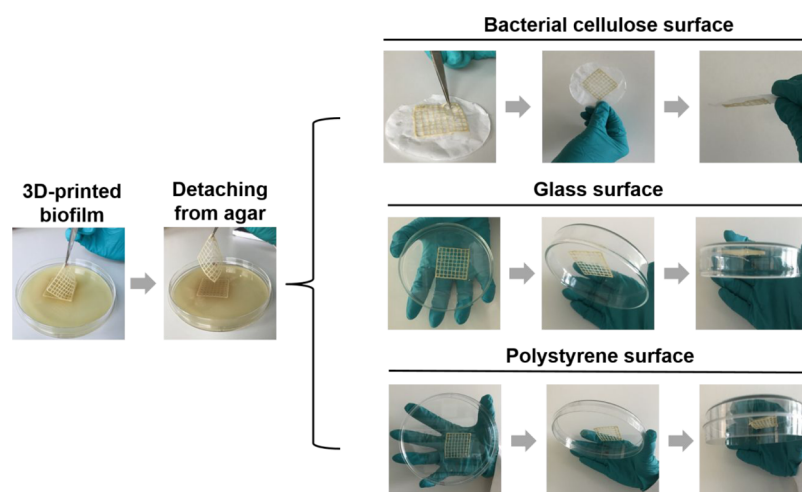 Bacterial cellulose surface
3D-printed
biofilm
Detaching
from agar
Glass surface
Polystyrene surface